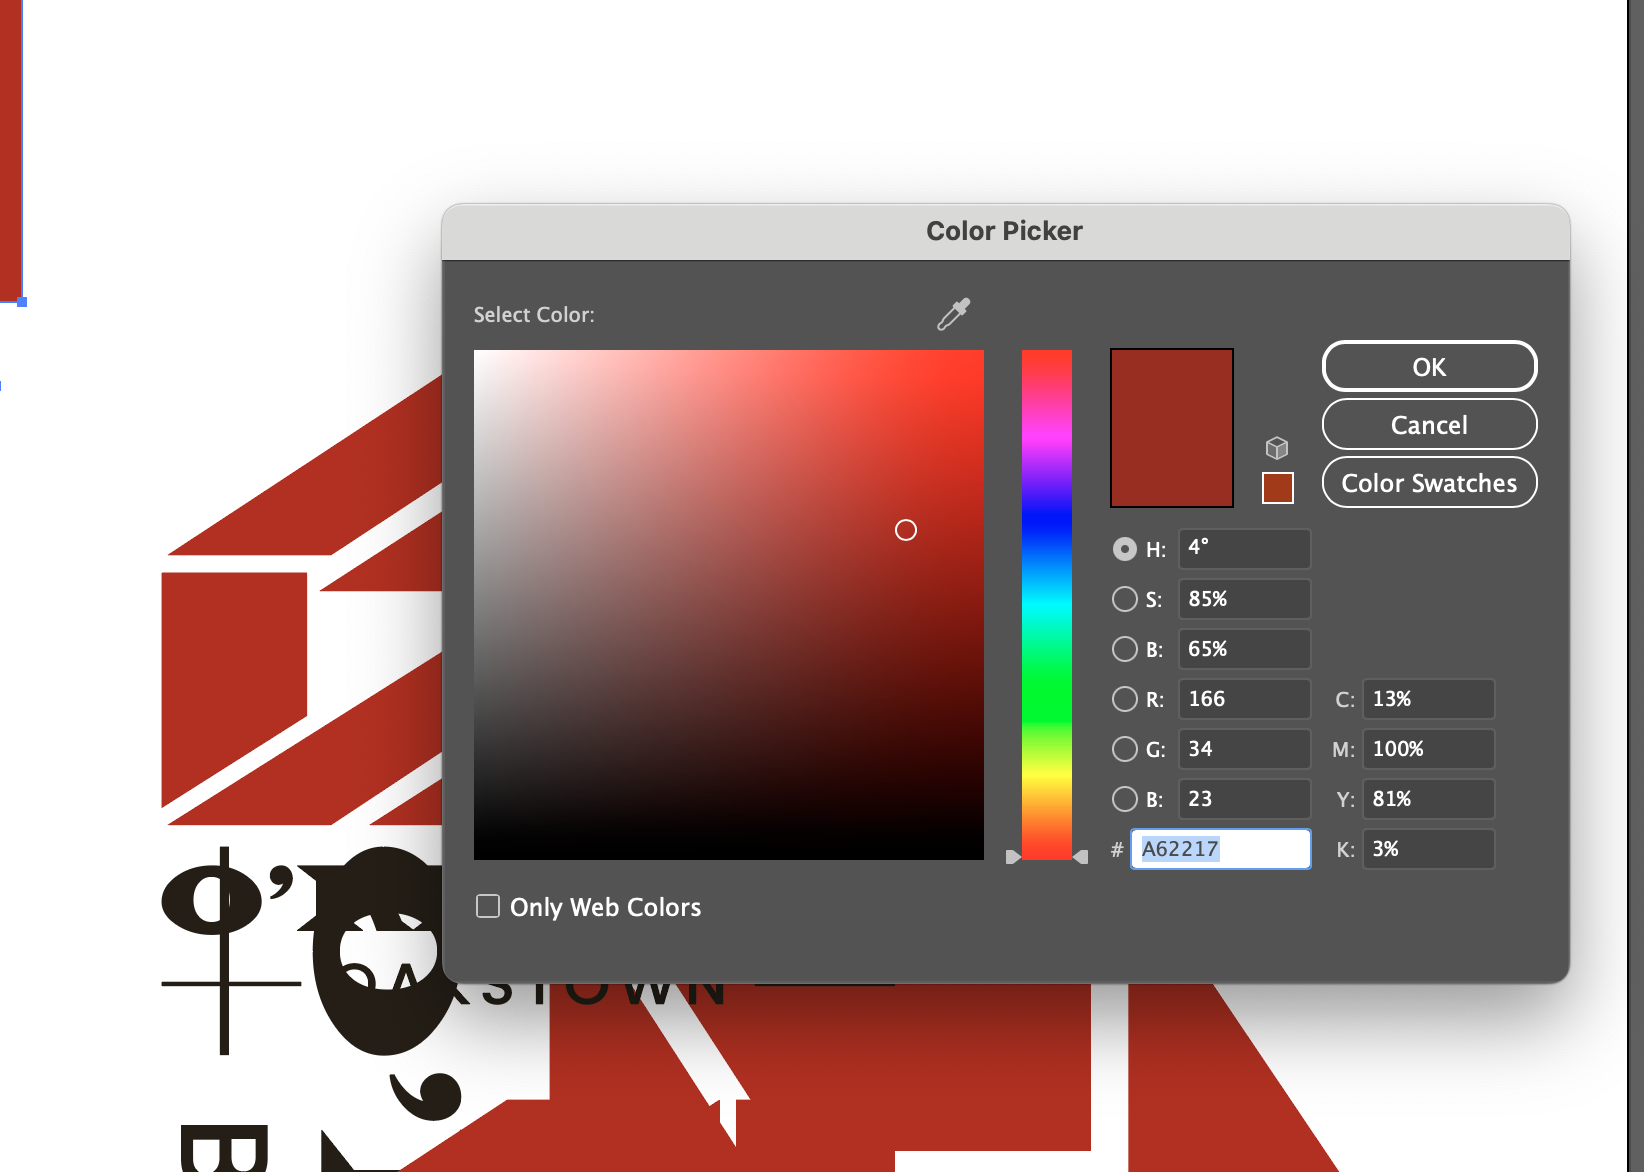 Color Picker
Select Color:
OK
Cancel
Color Swatches
H: 4°
S: 85%
B: 65%
R: 166
G: 34
B: 23
# A62217
C: 13%
M: 100%
Y: 81%
K: 3%
Only Web Colors
OAKSTOWN
B